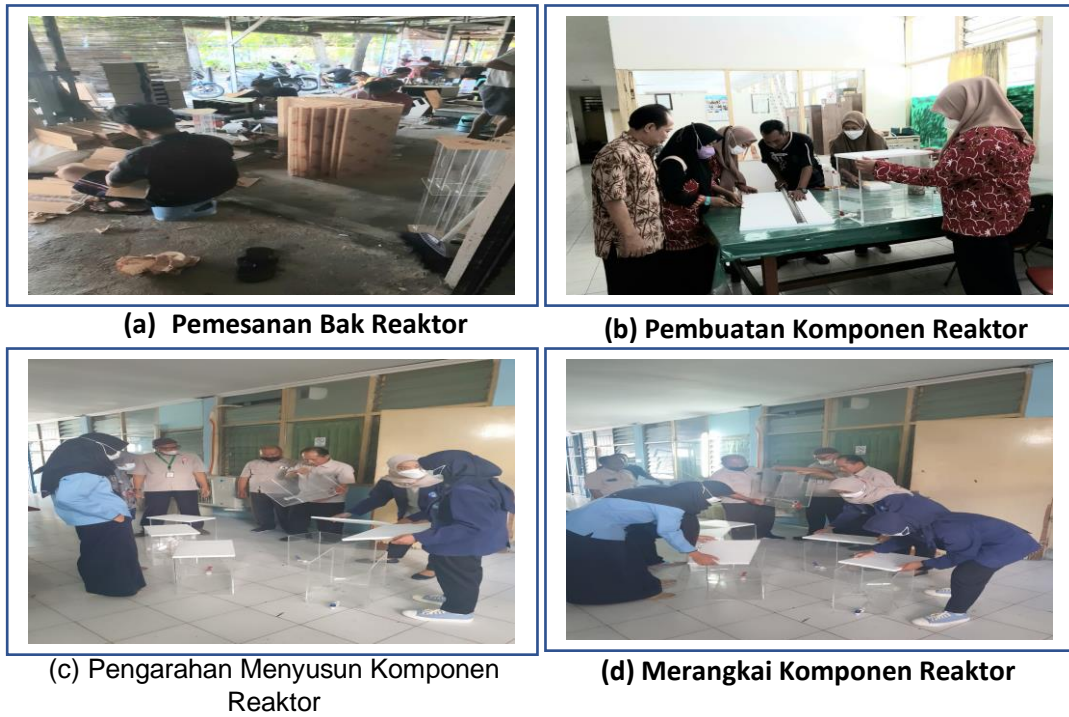 (a) Pemesanan Bak Reaktor
(b) Pembuatan Komponen Reaktor
(c) Pengarahan Menyusun Komponen
Reaktor
(d) Merangkai Komponen Reaktor